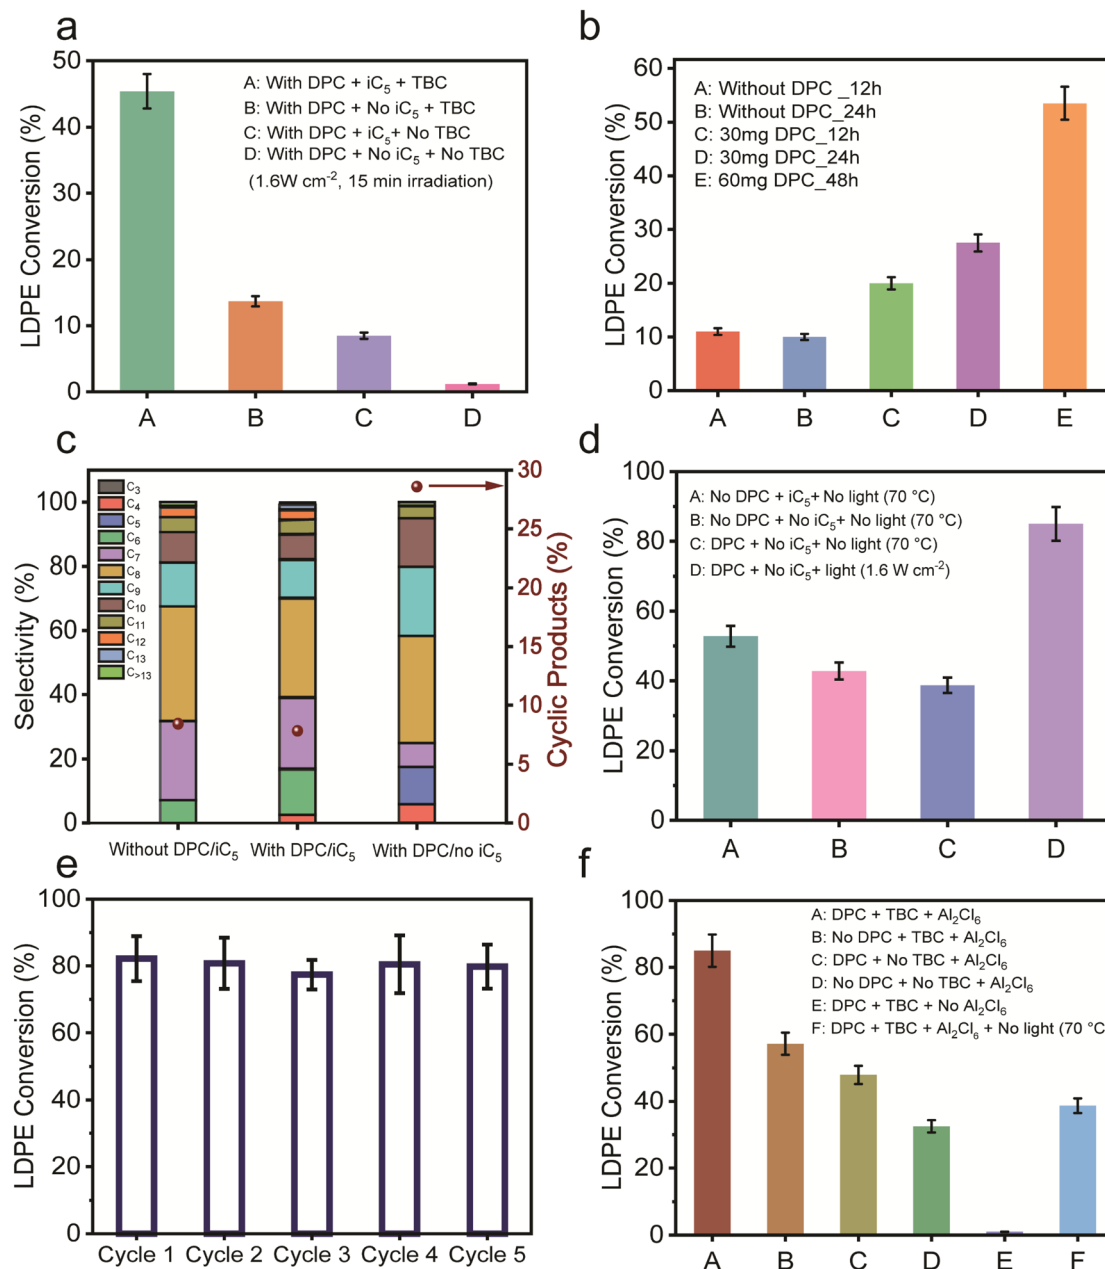 a
50
40
30
20
10
0
LDPE Conversion (%)
A: With DPC + iC₅ + TBC
B: With DPC + No iC₅ + TBC
C: With DPC + iC₅+ No TBC
D: With DPC + No iC₅ + No TBC
(1.6W cm⁻², 15 min irradiation)
A B C D
b
60
50
40
30
20
10
0
LDPE Conversion (%)
A: Without DPC _12h
B: Without DPC_24h
C: 30mg DPC_12h
D: 30mg DPC_24h
E: 60mg DPC_48h
A B C D E
c
100
80
60
40
20
0
Selectivity (%)
C₃
C₄
C₅
C₆
C₇
C₈
C₉
C₁₀
C₁₁
C₁₂
C₁₃
C>₁₃
30
25
20
15
10
5
0
Cyclic Products (%)
Without DPC/iC₅ With DPC/iC₅ With DPC/no iC₅
d
100
80
60
40
20
0
LDPE Conversion (%)
A: No DPC + iC₅+ No light (70 °C)
B: No DPC + No iC₅+ No light (70 °C)
C: DPC + No iC₅+ No light (70 °C)
D: DPC + No iC₅+ light (1.6 W cm⁻²)
A B C D
e
100
80
60
40
20
0
LDPE Conversion (%)
Cycle 1 Cycle 2 Cycle 3 Cycle 4 Cycle 5
f
100
80
60
40
20
0
LDPE Conversion (%)
A: DPC + TBC + Al₂Cl₆
B: No DPC + TBC + Al₂Cl₆
C: DPC + No TBC + Al₂Cl₆
D: No DPC + No TBC + Al₂Cl₆
E: DPC + TBC + No Al₂Cl₆
F: DPC + TBC + Al₂Cl₆ + No light (70 °C
A B C D E F